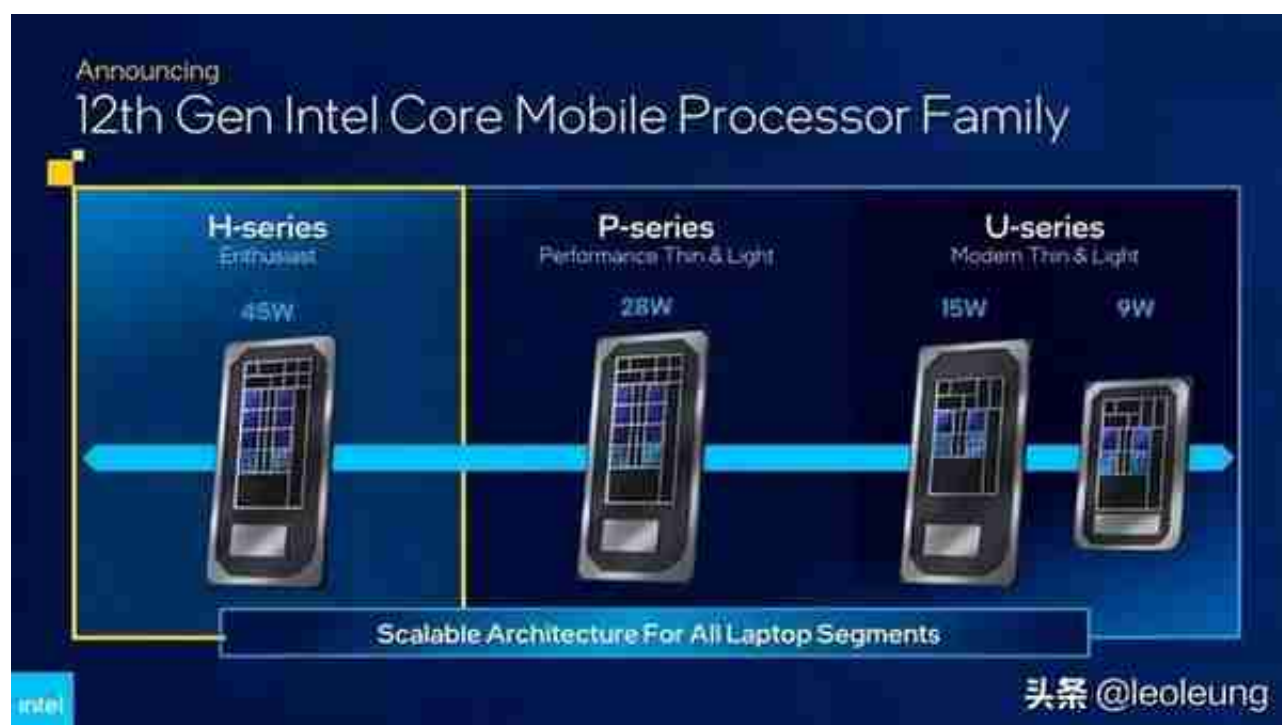 Announcing
12th Gen Intel Core Mobile Processor Family
H-series
Enthusiast
45W
P-series
Performance Thin & Light
28W
U-series
Modern Thin & Light
15W
9W
Scalable Architecture For All Laptop Segments
intel
头条 @leoleung